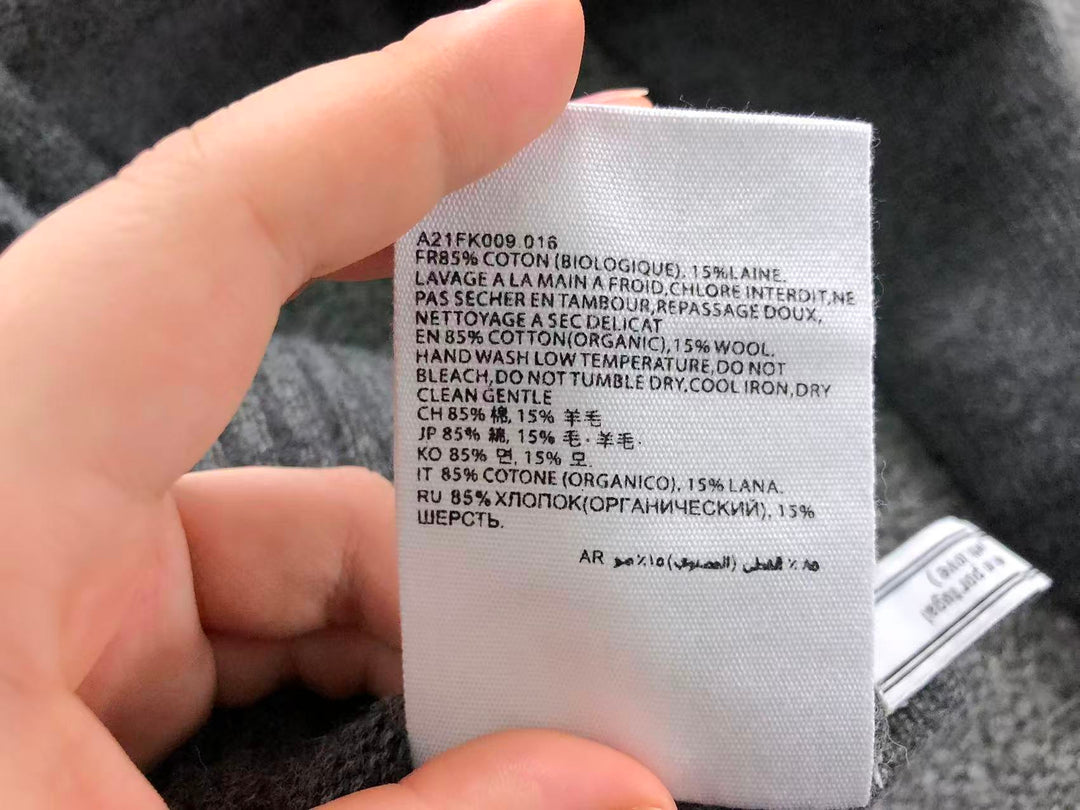 A21FK009 016
FR85% COTON (BIOLOGIQUE). 15%LAINE.
LAVAGE A LA MAIN A FROID,CHLORE INTERDIT,NE
PAS SECHER EN TAMBOUR,REPASSAGE DOUX,
NETTOYAGE A SEC DELICAT
EN 85% COTTON(ORGANIC),15% WOOL.
HAND WASH LOW TEMPERATURE,DO NOT
BLEACH,DO NOT TUMBLE DRY,COOL IRON,DRY
CLEAN GENTLE
CH 85% 棉, 15% 羊毛
JP 85% 綿, 15% 毛·羊毛.
KO 85% 면, 15% 모.
IT 85% COTONE (ORGANICO), 15% LANA.
RU 85% ХЛОПОК(ОРГАНИЧЕСКИЙ), 15%
ШЕРСТЬ.
AR
portugal
love)